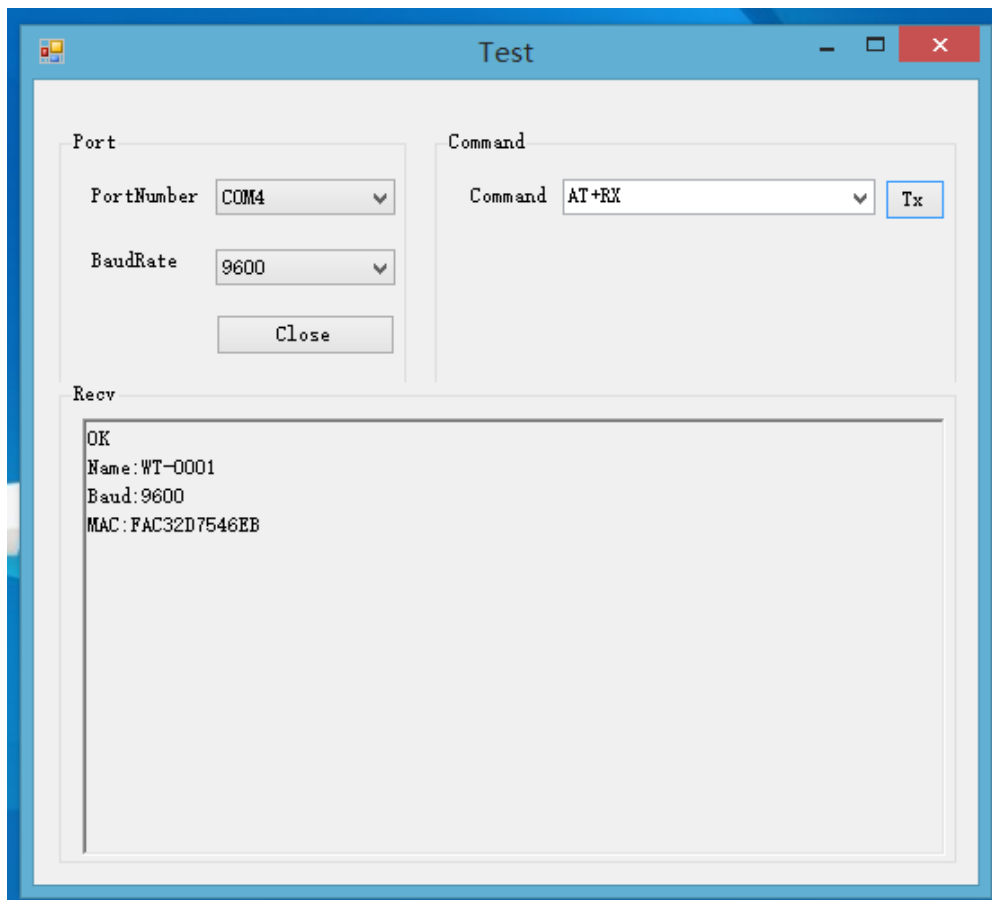 Test
Port
PortNumber COM4
BaudRate 9600
Close
Command
Command AT+RX Tx
Recv
OK
Name:WT-0001
Baud:9600
MAC:FAC32D7546EB